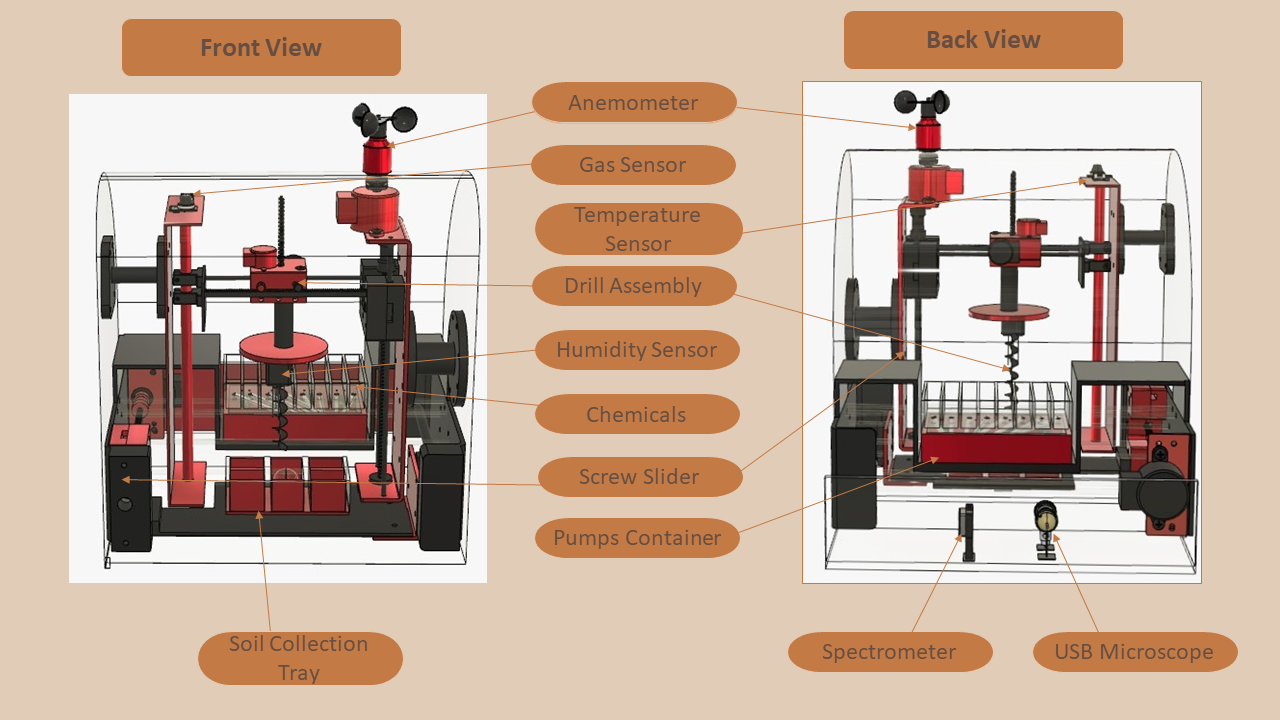 Front View
Back View
Anemometer
Gas Sensor
Temperature
Sensor
Drill Assembly
Humidity Sensor
Chemicals
Screw Slider
Pumps Container
Soil Collection
Tray
Spectrometer
USB Microscope